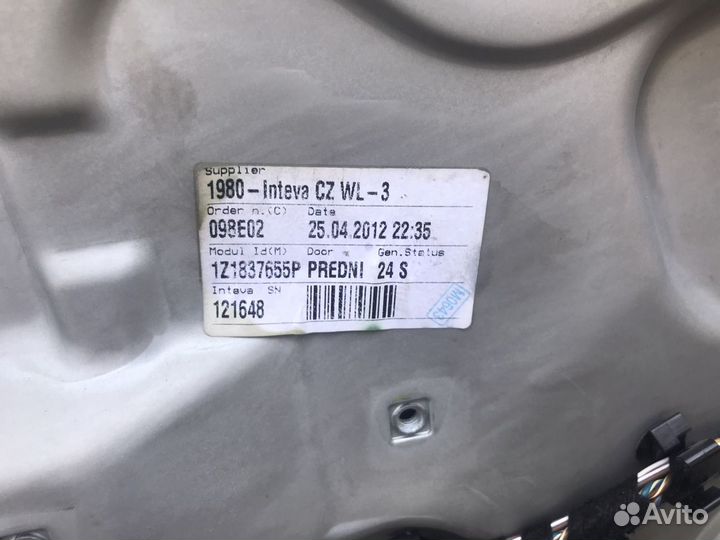 Supplier
1980-Inteva CZ WL-3
Order n.(C) Date
098E02 25.04.2012 22:35
Modul Id(M) Door Gen.Status
1Z1837655P PREDNI 24 S
Inteva SN
121648
Avito